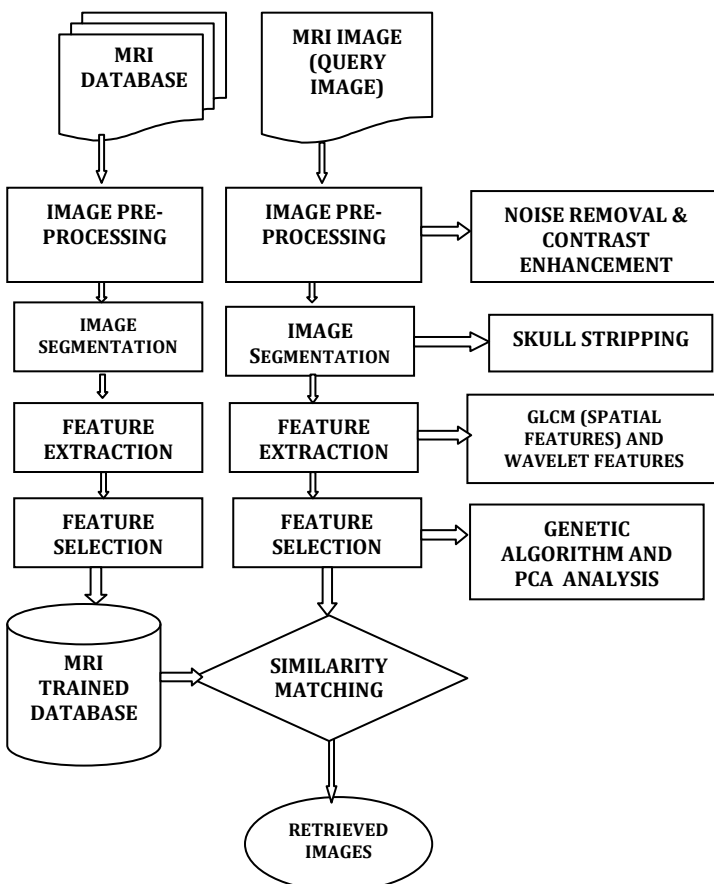 MRI
DATABASE
MRI IMAGE
(QUERY
IMAGE)
IMAGE PRE-
PROCESSING
IMAGE PRE-
PROCESSING
NOISE REMOVAL &
CONTRAST
ENHANCEMENT
IMAGE
SEGMENTATION
IMAGE
SEGMENTATION
SKULL STRIPPING
FEATURE
EXTRACTION
FEATURE
EXTRACTION
GLCM (SPATIAL
FEATURES) AND
WAVELET FEATURES
FEATURE
SELECTION
FEATURE
SELECTION
GENETIC
ALGORITHM AND
PCA ANALYSIS
MRI
TRAINED
DATABASE
SIMILARITY
MATCHING
RETRIEVED
IMAGES